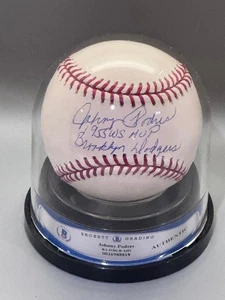 Johnny Podres
1955 WS MVP
Brooklyn Dodgers
BECKETT GRADING
Johnny Podres
AUTHENTIC